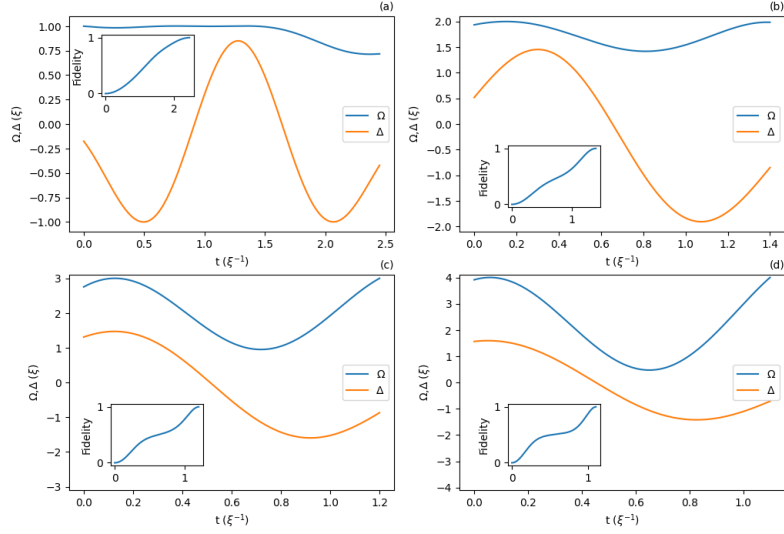 (a)
1.00
0.75
0.50
0.25
0.00
−0.25
−0.50
−0.75
−1.00
Ω,Δ (ξ)
Fidelity
1
0
0 2
Ω
Δ
0.0 0.5 1.0 1.5 2.0 2.5
t (ξ⁻¹)
(b)
2.0
1.5
1.0
0.5
0.0
−0.5
−1.0
−1.5
−2.0
Ω,Δ (ξ)
Ω
Δ
Fidelity
1
0
0 1
0.0 0.2 0.4 0.6 0.8 1.0 1.2 1.4
t (ξ⁻¹)
(c)
3
2
1
0
−1
−2
−3
Ω,Δ (ξ)
Ω
Δ
Fidelity
1
0
0 1
0.0 0.2 0.4 0.6 0.8 1.0 1.2
t (ξ⁻¹)
(d)
4
3
2
1
0
−1
−2
−3
−4
Ω,Δ (ξ)
Ω
Δ
Fidelity
1
0
0 1
0.0 0.2 0.4 0.6 0.8 1.0
t (ξ⁻¹)